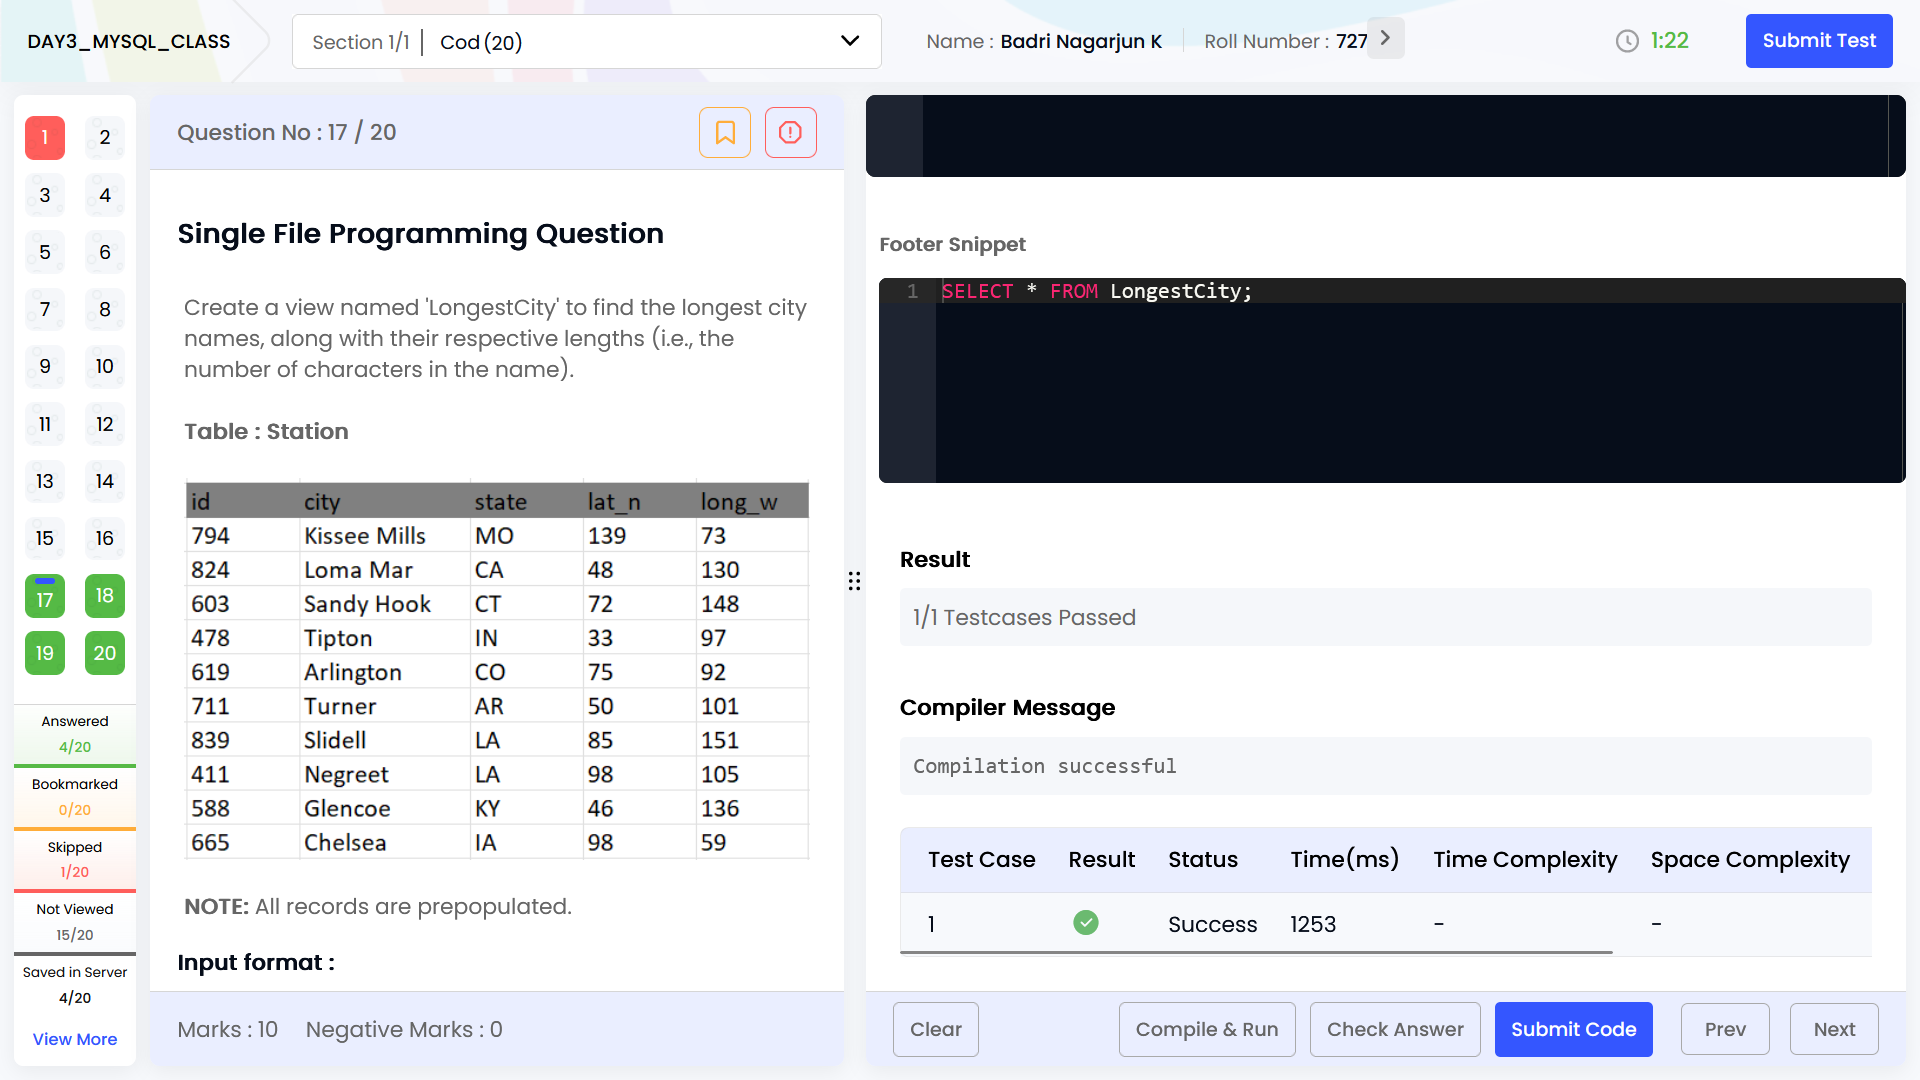 DAY3_MYSQL_CLASS
Section 1/1 | Cod (20)
Name : Badri Nagarjun K
Roll Number : 727
1:22
Submit Test
1 2
3 4
5 6
7 8
9 10
11 12
13 14
15 16
17 18
19 20
Answered
4/20
Bookmarked
0/20
Skipped
1/20
Not Viewed
15/20
Saved in Server
4/20
View More
Question No : 17 / 20
Single File Programming Question
Create a view named 'LongestCity' to find the longest city
names, along with their respective lengths (i.e., the
number of characters in the name).
Table : Station
id city state lat_n long_w
794 Kissee Mills MO 139 73
824 Loma Mar CA 48 130
603 Sandy Hook CT 72 148
478 Tipton IN 33 97
619 Arlington CO 75 92
711 Turner AR 50 101
839 Slidell LA 85 151
411 Negreet LA 98 105
588 Glencoe KY 46 136
665 Chelsea IA 98 59
NOTE: All records are prepopulated.
Input format :
Marks : 10 Negative Marks : 0
Footer Snippet
1 SELECT * FROM LongestCity;
Result
1/1 Testcases Passed
Compiler Message
Compilation successful
Test Case Result Status Time(ms) Time Complexity Space Complexity
1 Success 1253 - -
Clear
Compile & Run
Check Answer
Submit Code
Prev
Next